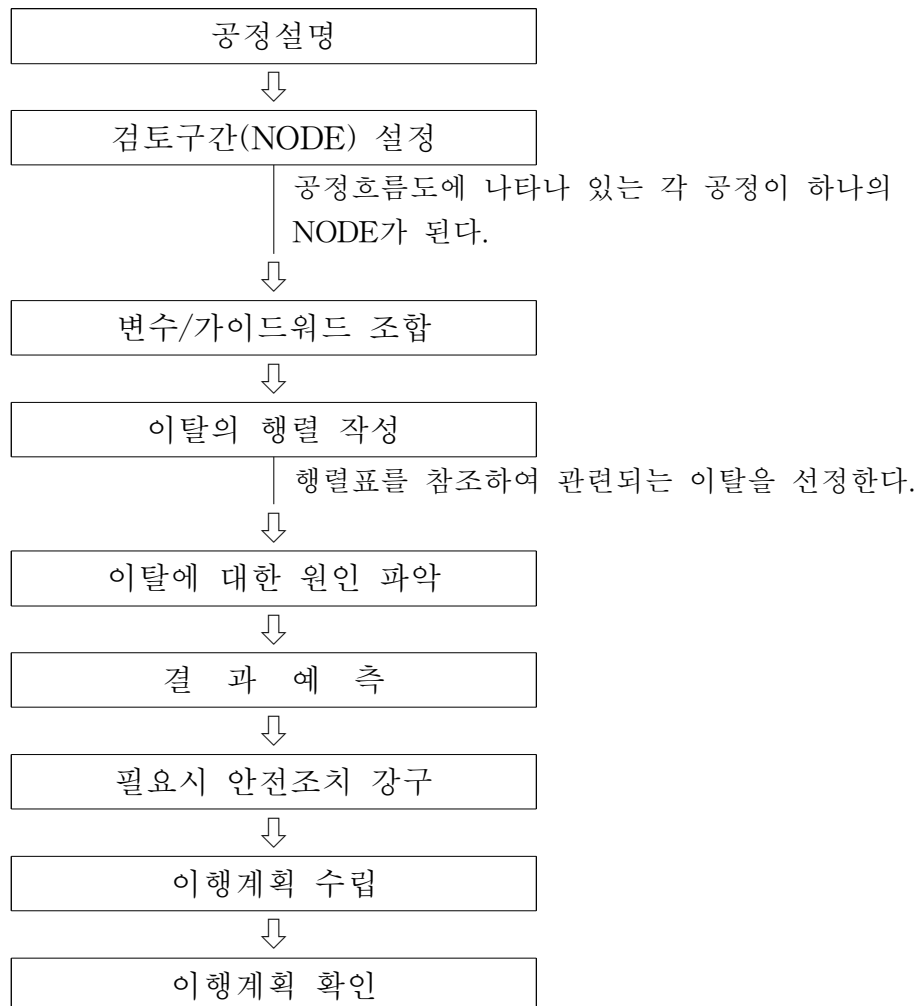 공정설명
검토구간(NODE) 설정
공정흐름도에 나타나 있는 각 공정이 하나의
NODE가 된다.
변수/가이드워드 조합
이탈의 행렬 작성
행렬표를 참조하여 관련되는 이탈을 선정한다.
이탈에 대한 원인 파악
결 과 예 측
필요시 안전조치 강구
이행계획 수립
이행계획 확인